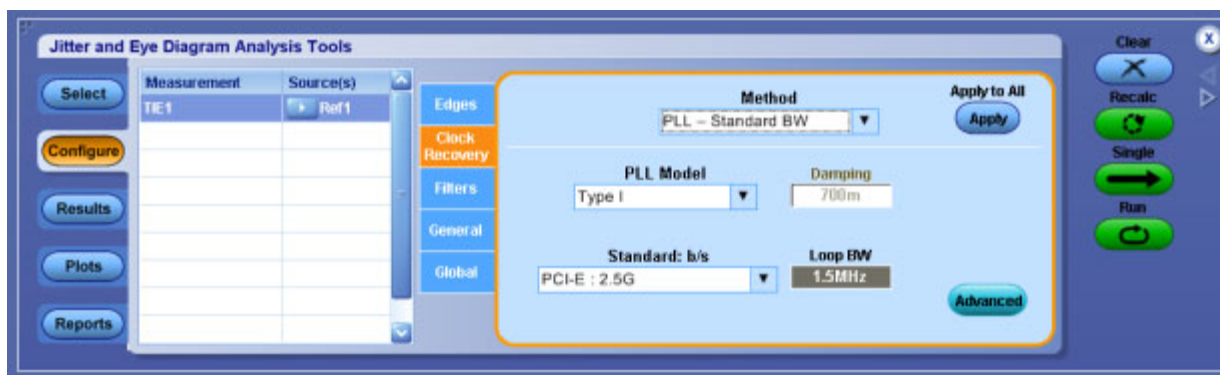 Jitter and Eye Diagram Analysis Tools
Select
Configure
Results
Plots
Reports
Measurement Source(s)
TIE1 Ref1
Edges
Clock
Recovery
Filters
General
Global
Method
PLL – Standard BW
Apply to All
Apply
PLL Model
Type I
Damping
700m
Standard: b/s
PCI-E : 2.5G
Loop BW
1.5MHz
Advanced
Clear
X
Recalc
Single
Run